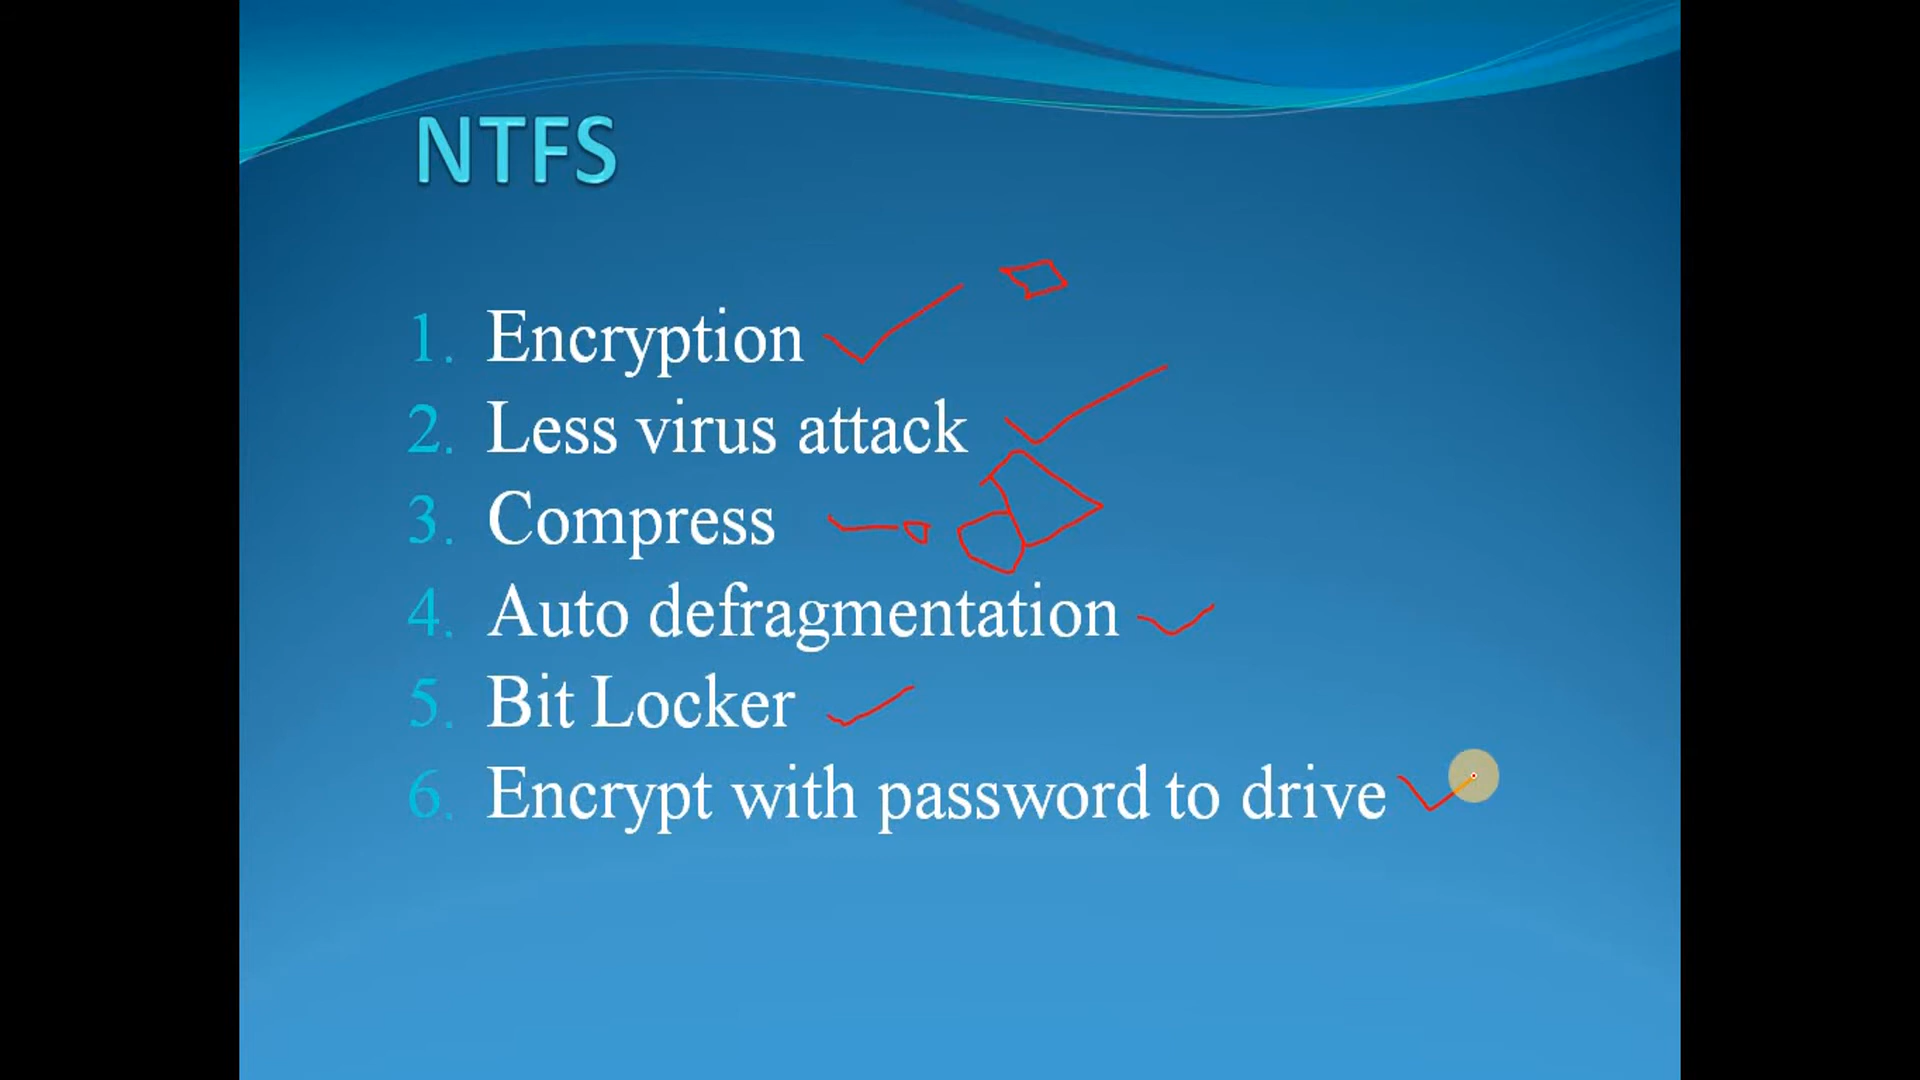 NTFS
1. Encryption
2. Less virus attack
3. Compress
4. Auto defragmentation
5. Bit Locker
6. Encrypt with password to drive